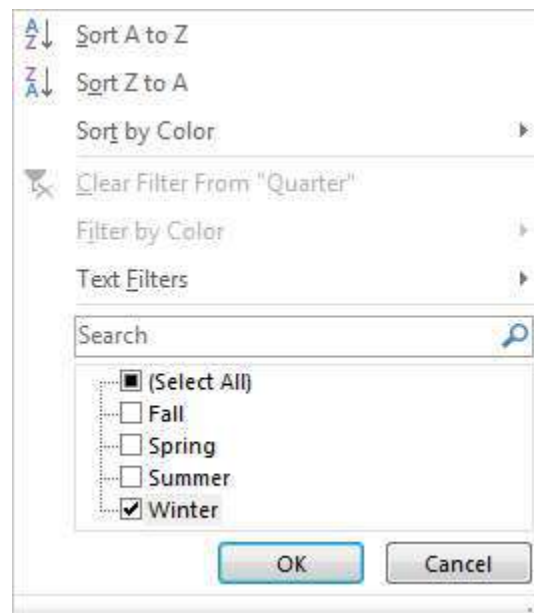 Sort A to Z
Sort Z to A
Sort by Color
Clear Filter From "Quarter"
Filter by Color
Text Filters
Search
(Select All)
Fall
Spring
Summer
Winter
OK Cancel